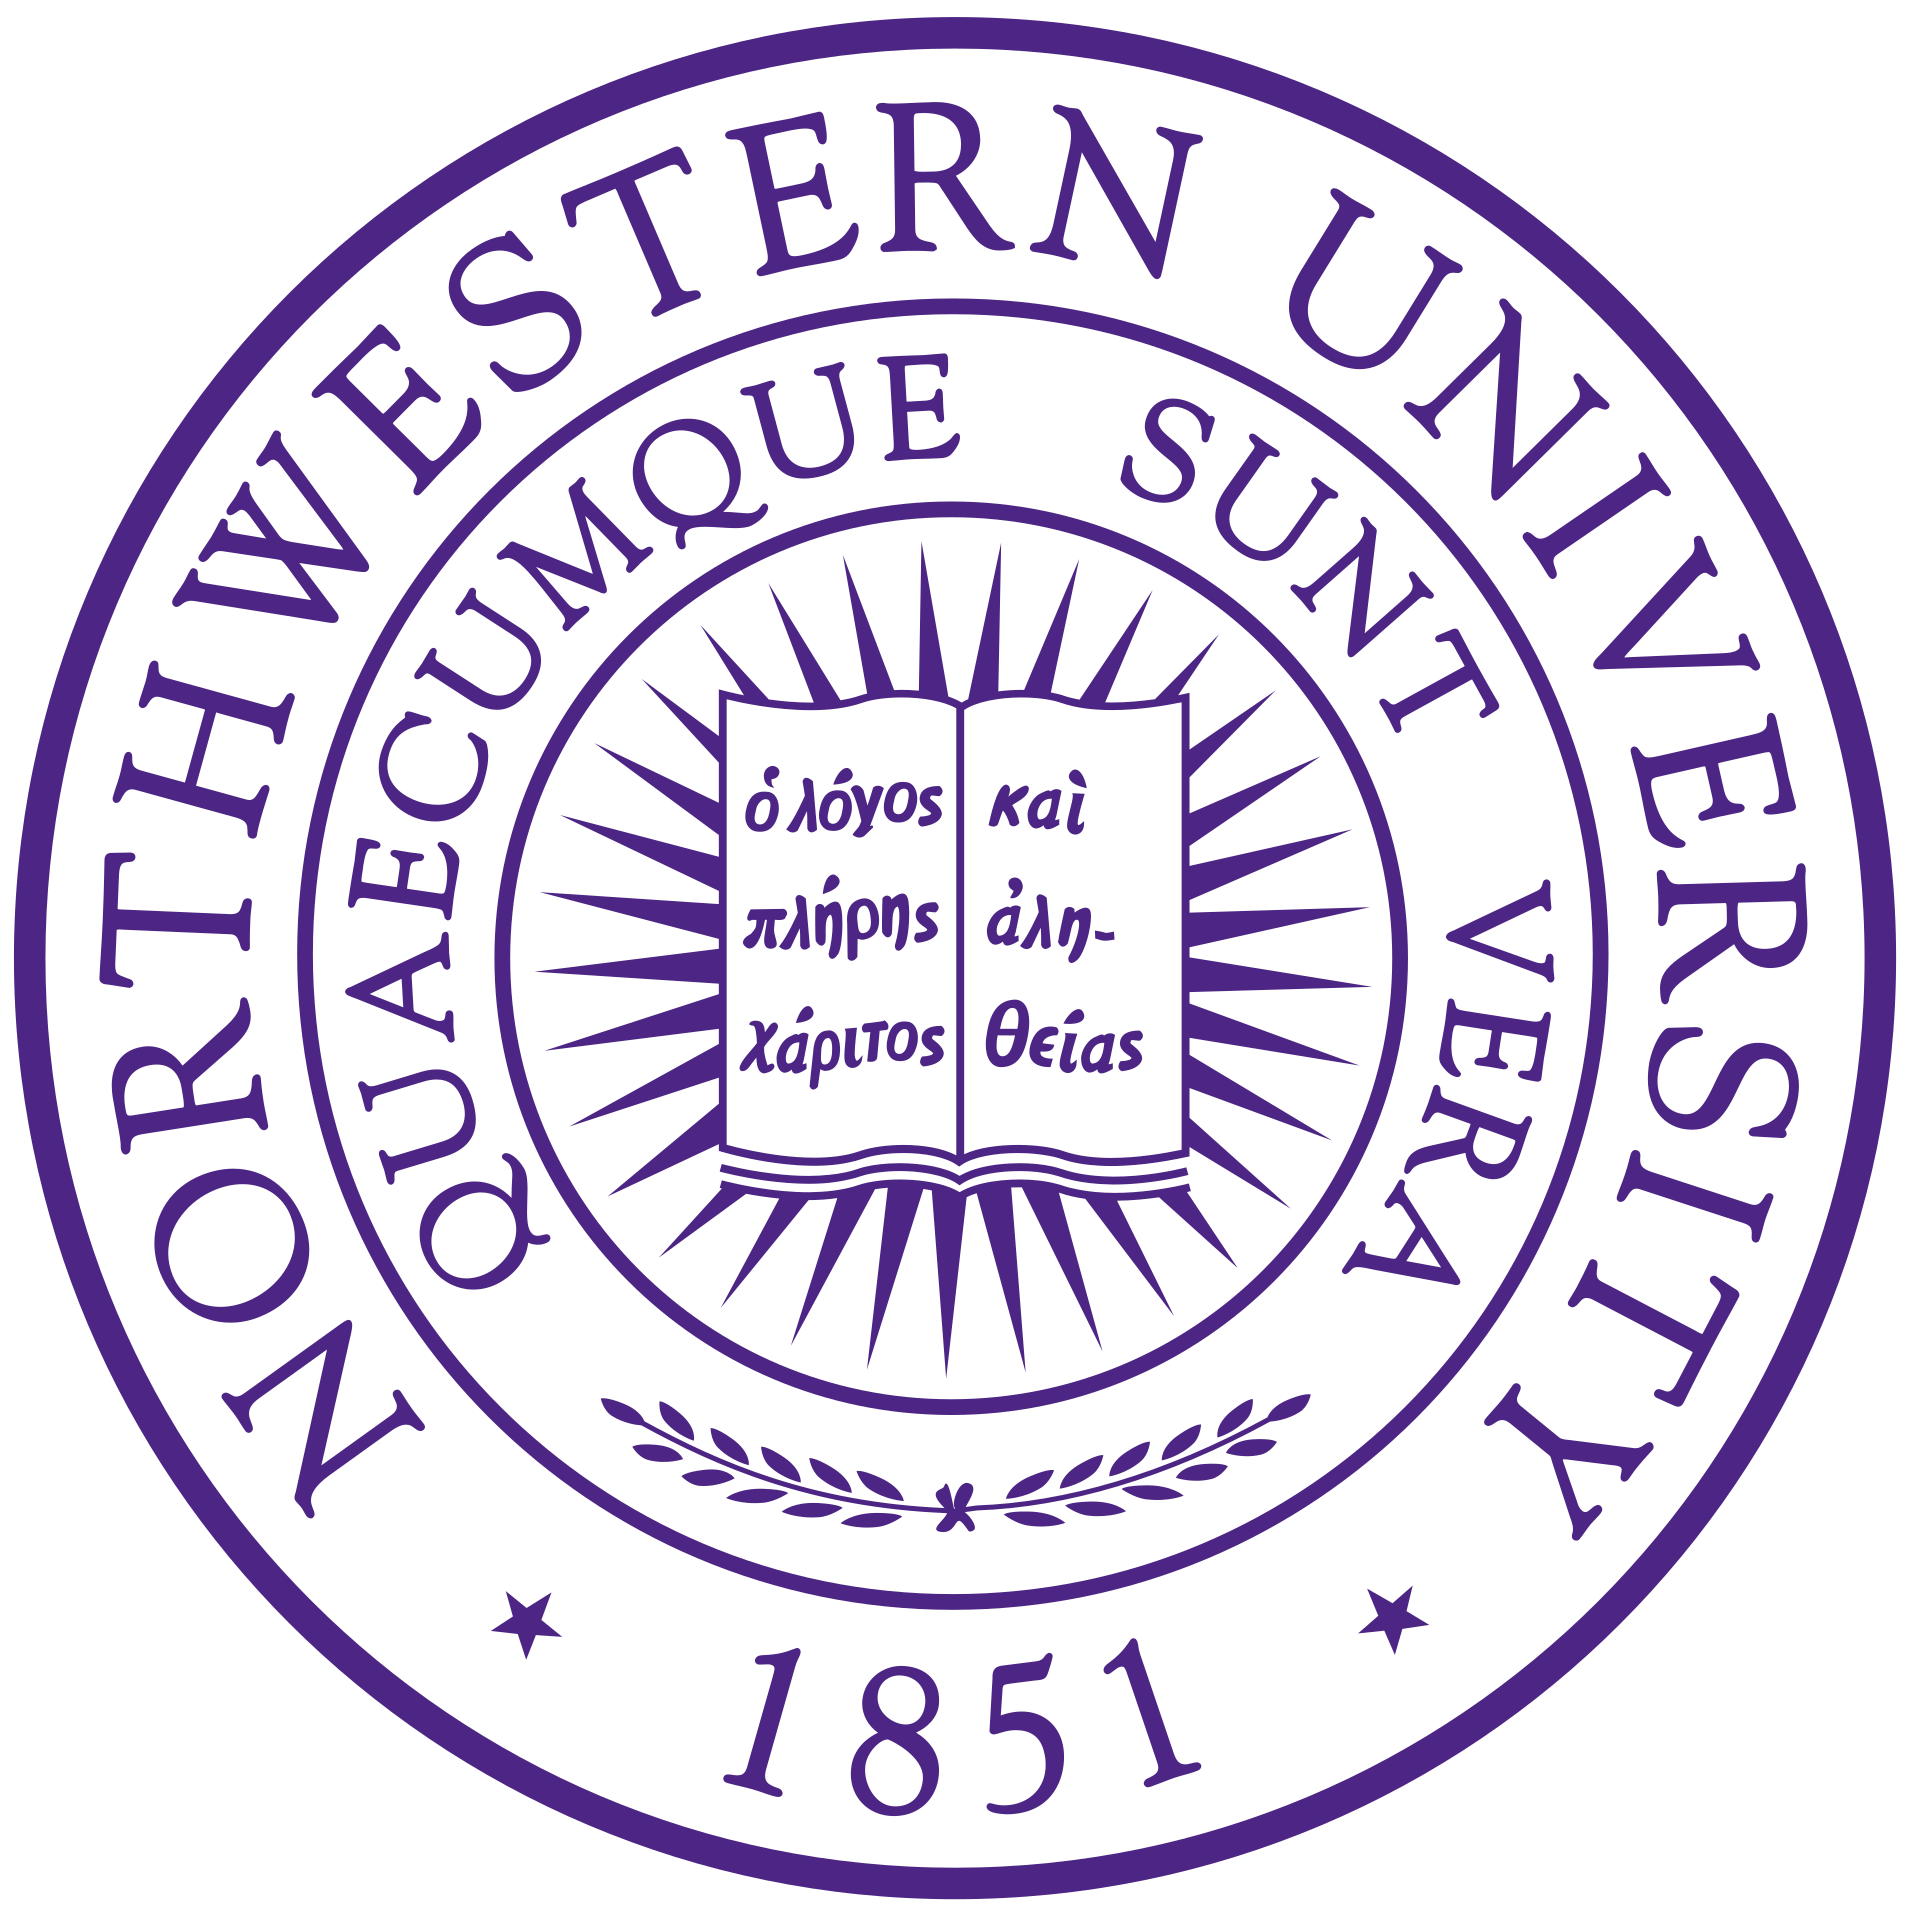 NORTHWESTERN UNIVERSITY
QUAECUMQUE SUNT VERA
ὁ λόγος
πλήρης
χάριτος
καὶ
ἀλη-
θείας
1851